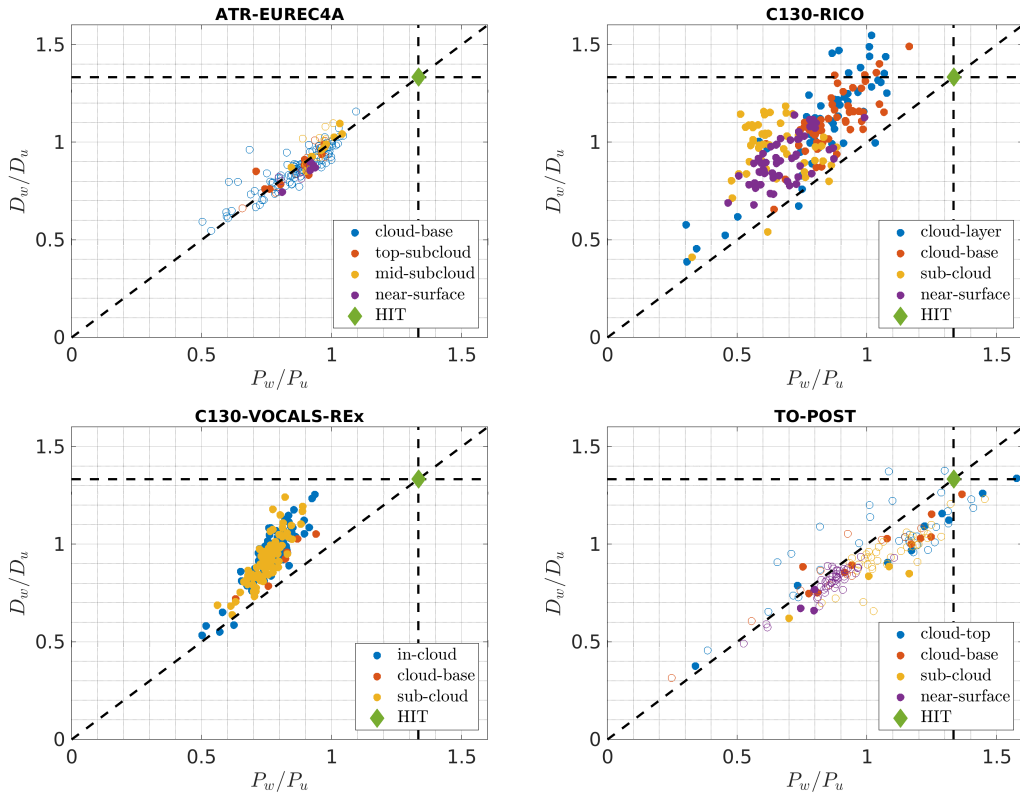 ATR-EUREC4A
1.5
1
0.5
0
0
0.5
1
1.5
D_w/D_u
P_w/P_u
cloud-base
top-subcloud
mid-subcloud
near-surface
HIT
C130-RICO
1.5
1
0.5
0
0
0.5
1
1.5
D_w/D_u
P_w/P_u
cloud-layer
cloud-base
sub-cloud
near-surface
HIT
C130-VOCALS-REx
1.5
1
0.5
0
0
0.5
1
1.5
D_w/D_u
P_w/P_u
in-cloud
cloud-base
sub-cloud
HIT
TO-POST
1.5
1
0.5
0
0
0.5
1
1.5
D_w/D_u
P_w/P_u
cloud-top
cloud-base
sub-cloud
near-surface
HIT